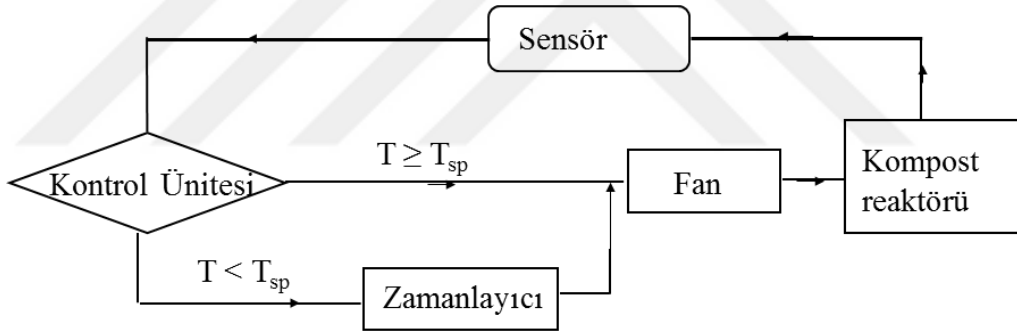 Sensör
T ≥ Tsp
Kontrol Ünitesi
Fan
Kompost
reaktörü
T < Tsp
Zamanlayıcı